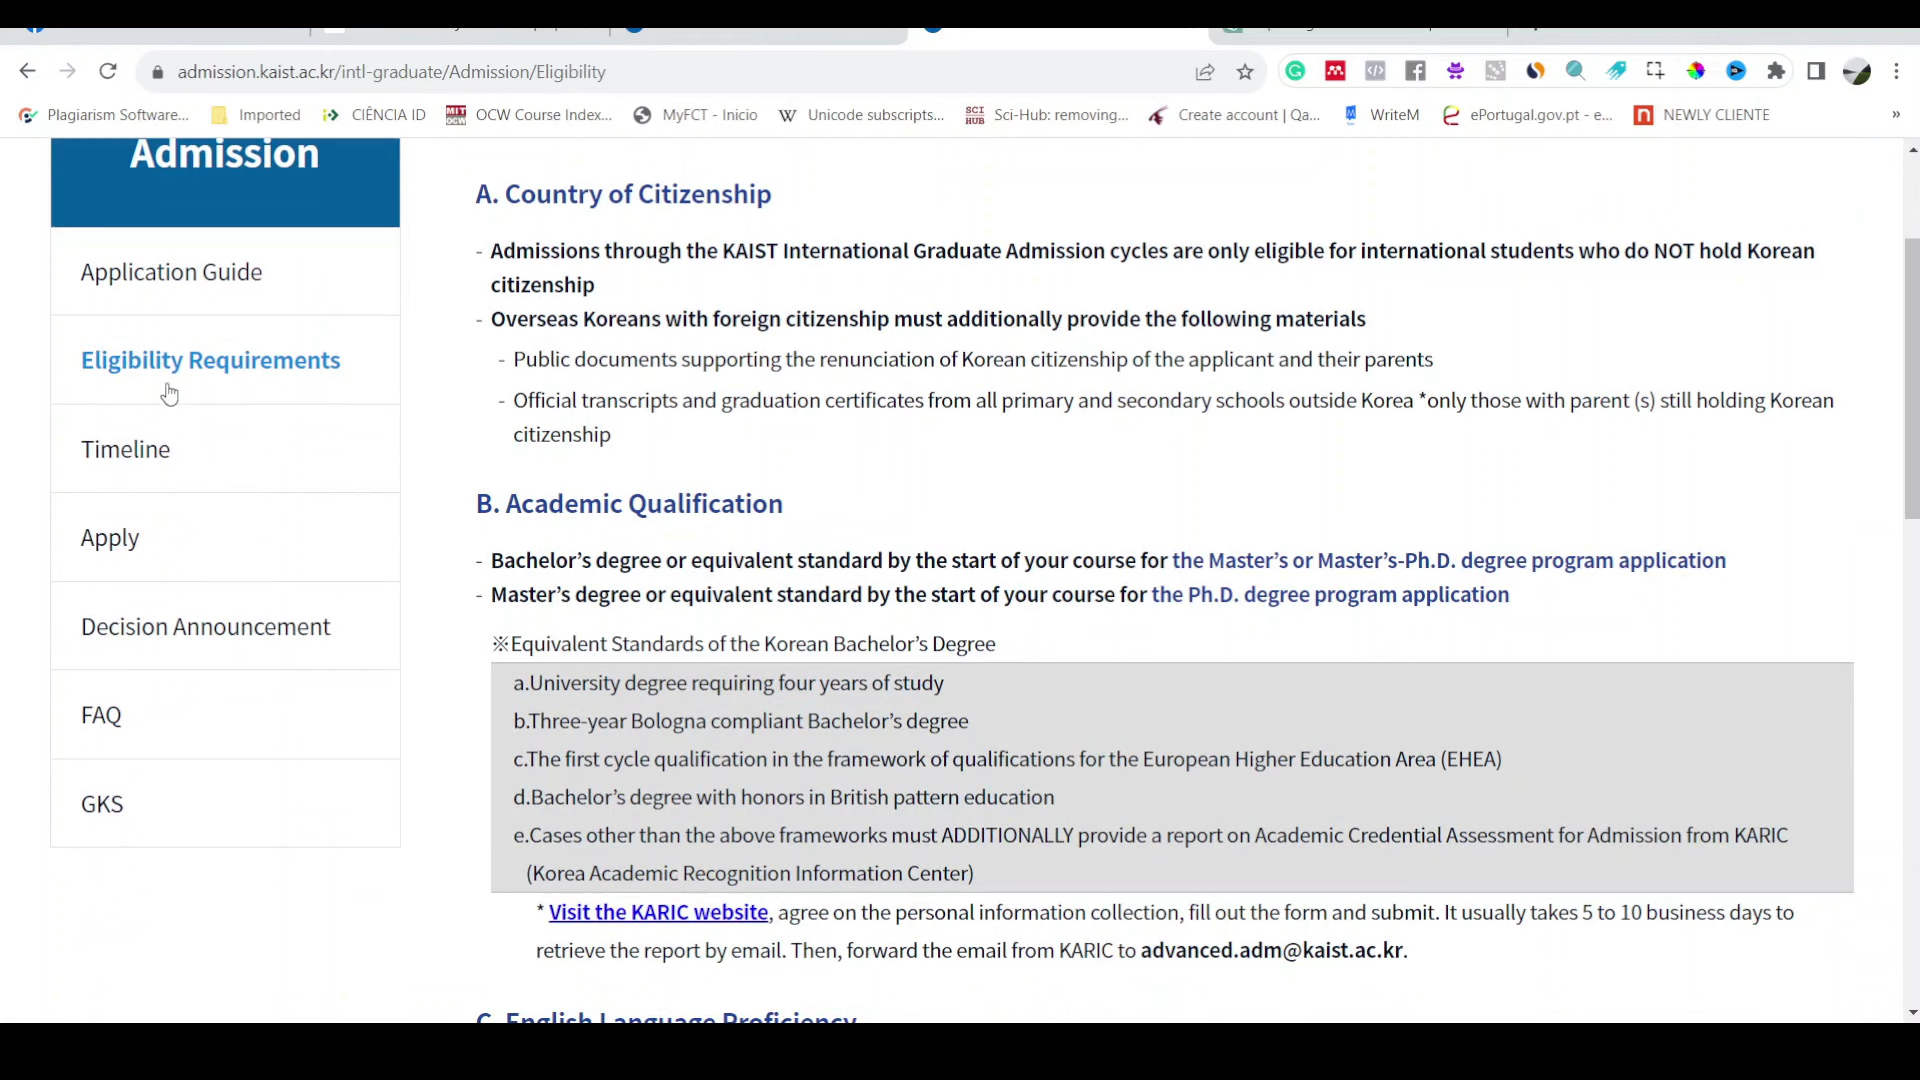 admission.kaist.ac.kr/intl-graduate/Admission/Eligibility
Plagiarism Software...
Imported
CIÊNCIA ID
OCW Course Index...
MyFCT - Inicio
Unicode subscripts...
Sci-Hub: removing...
Create account | Qa...
WriteM
ePortugal.gov.pt - e...
NEWLY CLIENTE
»
Admission
Application Guide
Eligibility Requirements
Timeline
Apply
Decision Announcement
FAQ
GKS
A. Country of Citizenship
- Admissions through the KAIST International Graduate Admission cycles are only eligible for international students who do NOT hold Korean
citizenship
- Overseas Koreans with foreign citizenship must additionally provide the following materials
- Public documents supporting the renunciation of Korean citizenship of the applicant and their parents
- Official transcripts and graduation certificates from all primary and secondary schools outside Korea *only those with parent (s) still holding Korean
citizenship
B. Academic Qualification
- Bachelor’s degree or equivalent standard by the start of your course for the Master’s or Master’s-Ph.D. degree program application
- Master’s degree or equivalent standard by the start of your course for the Ph.D. degree program application
※Equivalent Standards of the Korean Bachelor’s Degree
a.University degree requiring four years of study
b.Three-year Bologna compliant Bachelor’s degree
c.The first cycle qualification in the framework of qualifications for the European Higher Education Area (EHEA)
d.Bachelor’s degree with honors in British pattern education
e.Cases other than the above frameworks must ADDITIONALLY provide a report on Academic Credential Assessment for Admission from KARIC
(Korea Academic Recognition Information Center)
* Visit the KARIC website, agree on the personal information collection, fill out the form and submit. It usually takes 5 to 10 business days to
retrieve the report by email. Then, forward the email from KARIC to advanced.adm@kaist.ac.kr.
C. English Language Proficiency